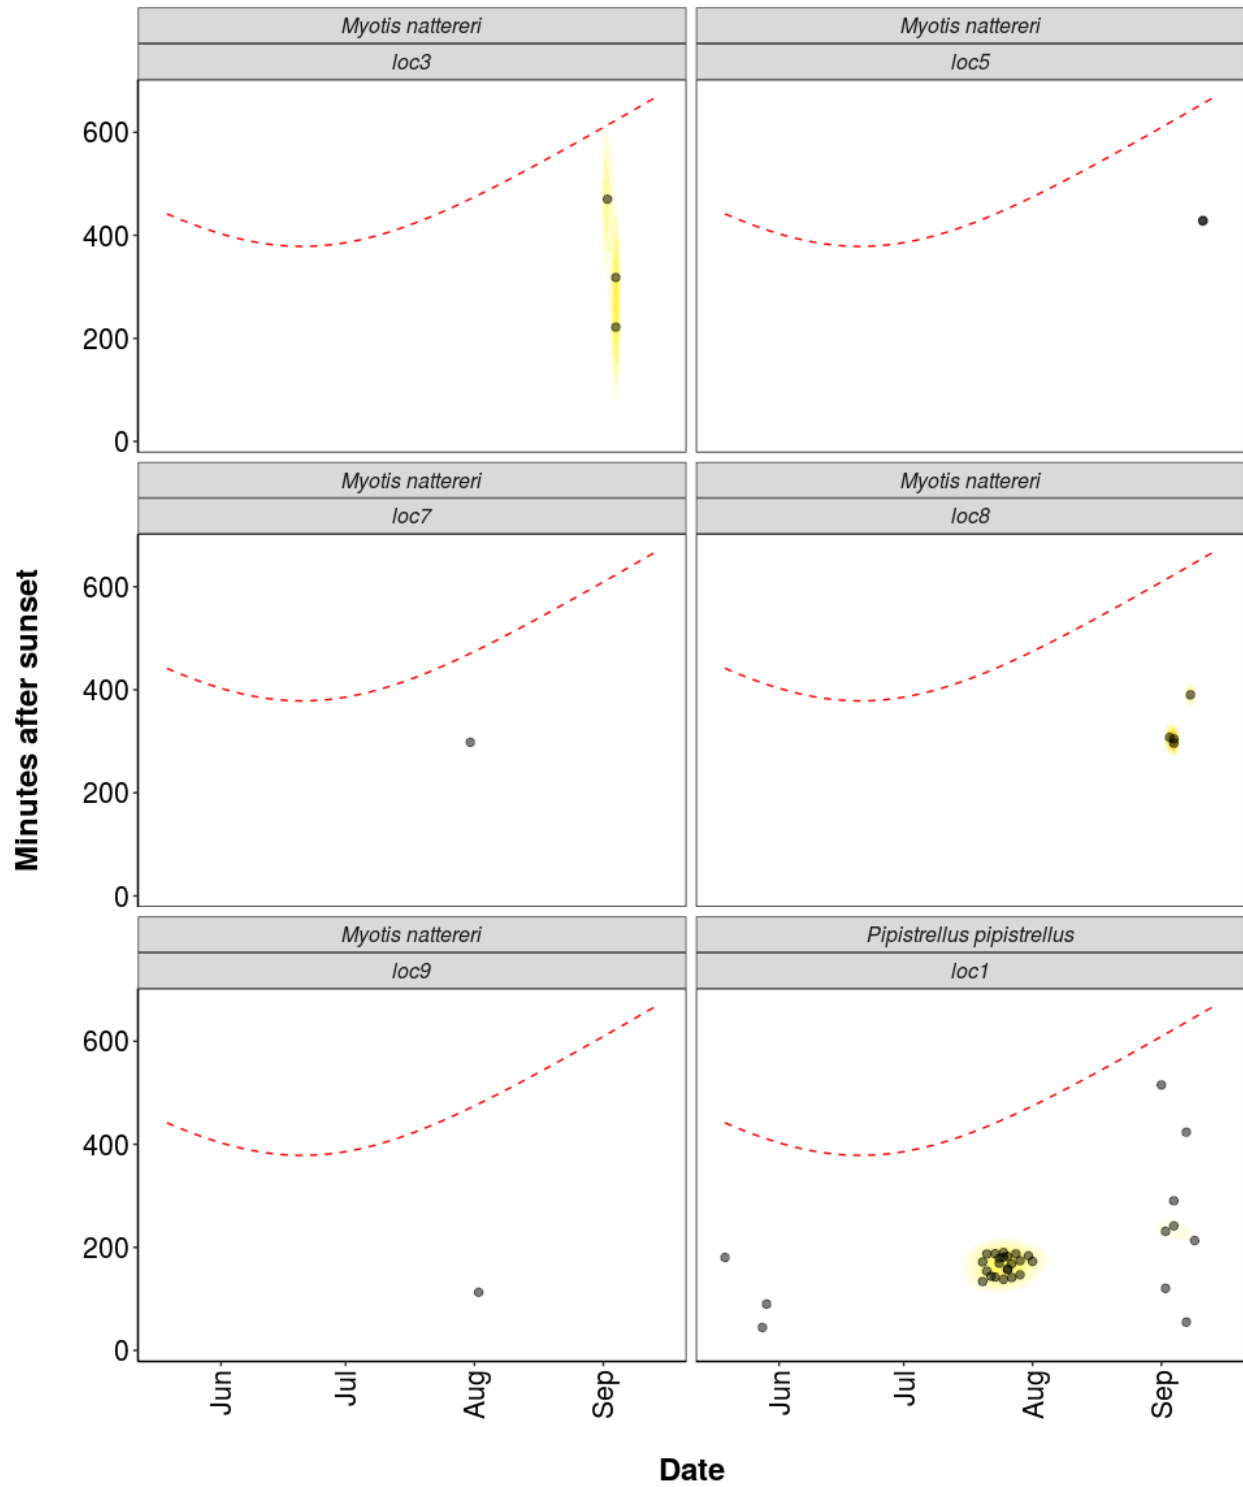 Myotis nattereri
loc3
Myotis nattereri
loc5
600
400
200
0
Myotis nattereri
loc7
Myotis nattereri
loc8
600
400
200
0
Minutes after sunset
Myotis nattereri
loc9
Pipistrellus pipistrellus
loc1
600
400
200
0
Jun
Jul
Aug
Sep
Jun
Jul
Aug
Sep
Date